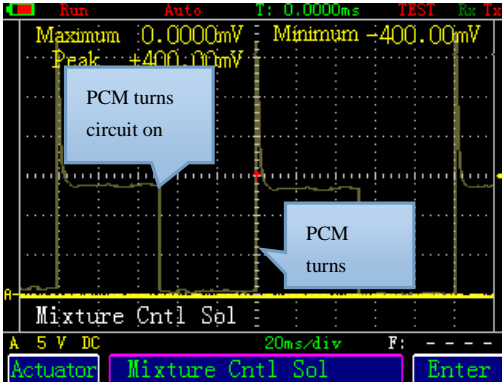 Run Auto T: 0.0000ms TEST Rx Tx
Maximum :0.0000mV Minimum -400.00mV
Peak +400.00mV
PCM turns
circuit on
PCM
turns
A-
Mixture Cntl Sol
A 5 V DC 20ms/div F: - - - -
Actuator Mixture Cntl Sol Enter